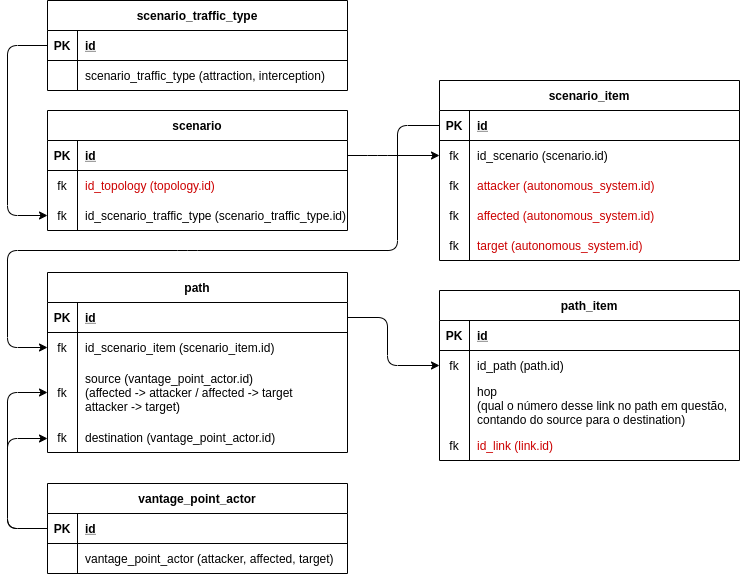 scenario_traffic_type
PK id
scenario_traffic_type (attraction, interception)
scenario
PK id
fk id_topology (topology.id)
fk id_scenario_traffic_type (scenario_traffic_type.id)
scenario_item
PK id
fk id_scenario (scenario.id)
fk attacker (autonomous_system.id)
fk affected (autonomous_system.id)
fk target (autonomous_system.id)
path
PK id
fk id_scenario_item (scenario_item.id)
source (vantage_point_actor.id)
fk (affected -> attacker / affected -> target
attacker -> target)
fk destination (vantage_point_actor.id)
path_item
PK id
fk id_path (path.id)
hop
(qual o número desse link no path em questão,
contando do source para o destination)
fk id_link (link.id)
vantage_point_actor
PK id
vantage_point_actor (attacker, affected, target)